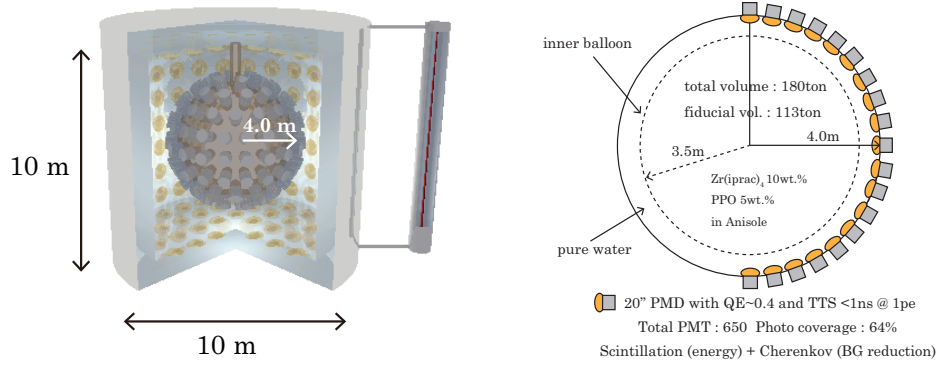 4.0 m
10 m
10 m
inner balloon
total volume : 180ton
fiducial vol. : 113ton
4.0m
3.5m
Zr(iprac)₄ 10wt.%
PPO 5wt.%
in Anisole
pure water
20" PMD with QE~0.4 and TTS <1ns @ 1pe
Total PMT : 650 Photo coverage : 64%
Scintillation (energy) + Cherenkov (BG reduction)